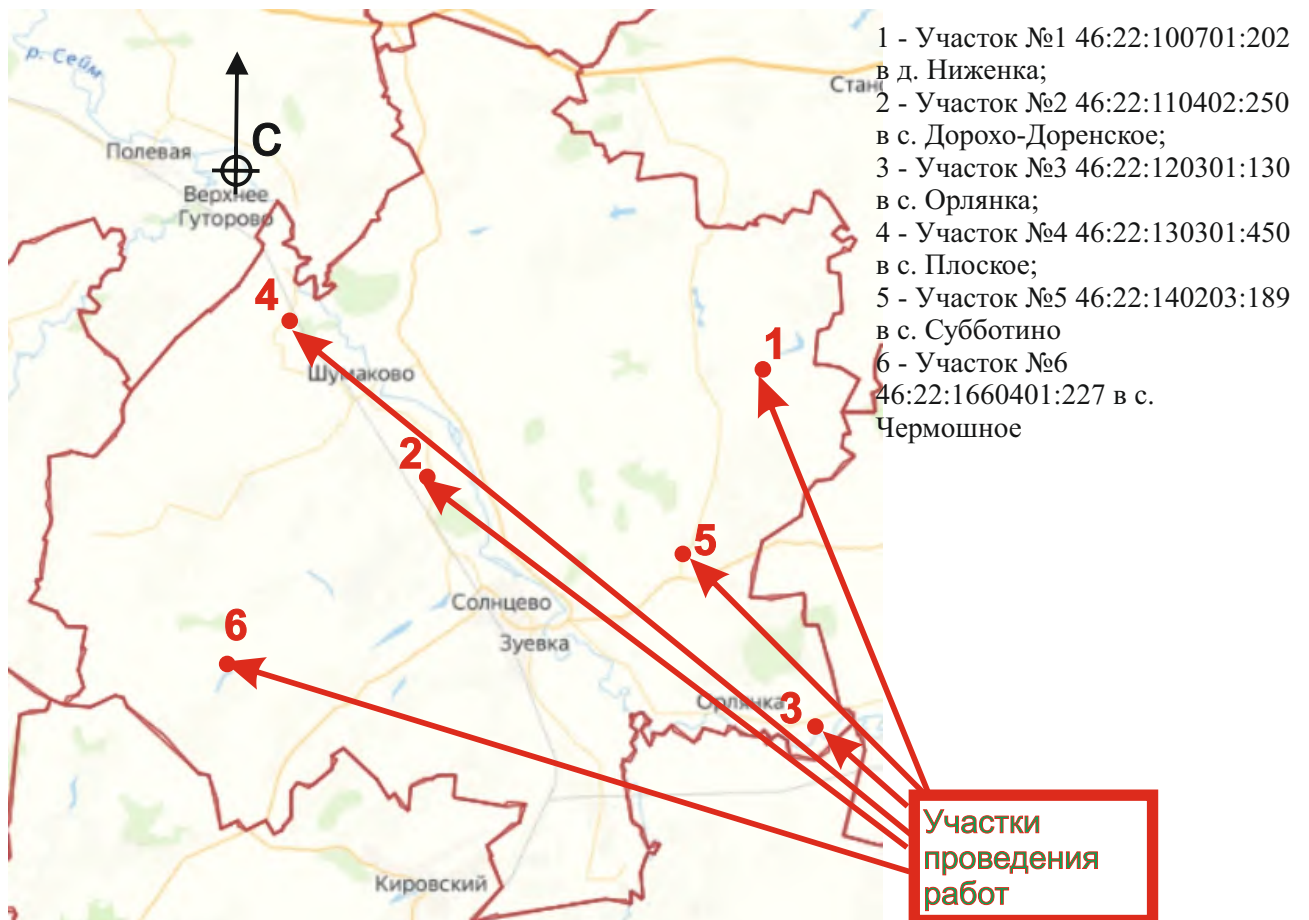 1 - Участок №1 46:22:100701:202
в д. Ниженка;
2 - Участок №2 46:22:110402:250
в с. Дорохо-Доренское;
3 - Участок №3 46:22:120301:130
в с. Орлянка;
4 - Участок №4 46:22:130301:450
в с. Плоское;
5 - Участок №5 46:22:140203:189
в с. Субботино
6 - Участок №6
46:22:1660401:227 в с.
Чермошное
р. Сейм
Стан
С
Полевая
Верхнее
Гуторово
4
1
Шумаково
2
5
Солнцево
6
Зуевка
Орлянка
3
Кировский
Участки
проведения
работ